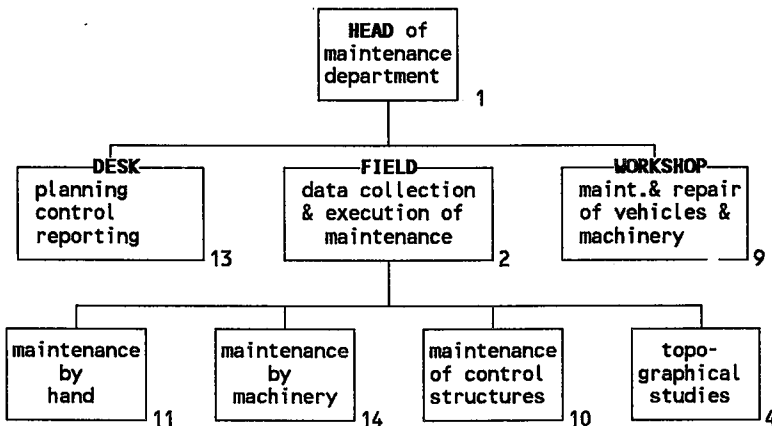 HEAD of
maintenance
department
1
DESK
planning
control
reporting
13
FIELD
data collection
& execution of
maintenance
2
WORKSHOP
maint.& repair
of vehicles &
machinery
9
maintenance
by
hand
11
maintenance
by
machinery
14
maintenance
of control
structures
10
topo-
graphical
studies
4